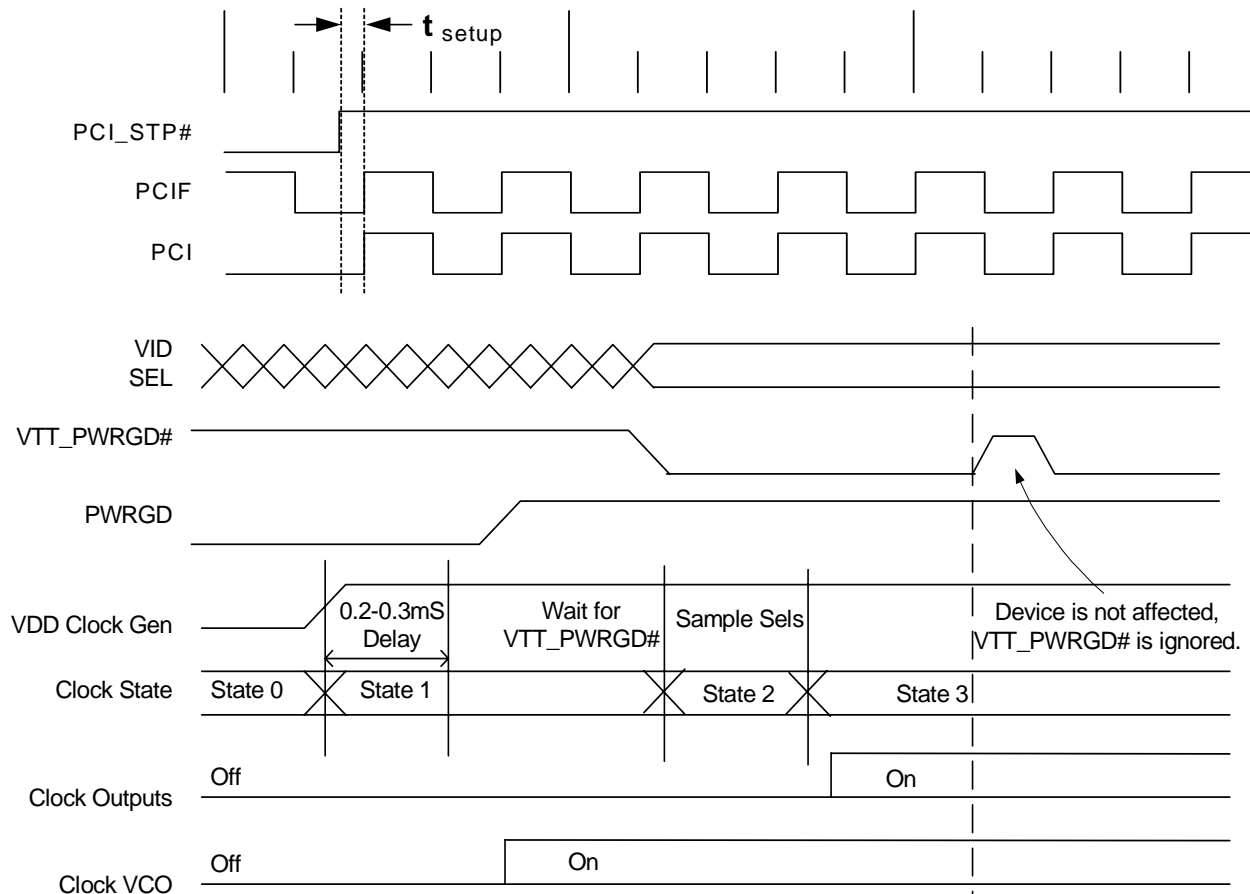 t setup
PCI_STP#
PCIF
PCI
VID
SEL
VTT_PWRGD#
PWRGD
VDD Clock Gen
0.2-0.3mS
Delay
Wait for
VTT_PWRGD#
Sample Sels
Device is not affected,
VTT_PWRGD# is ignored.
Clock State
State 0
State 1
State 2
State 3
Clock Outputs
Off
On
Clock VCO
Off
On